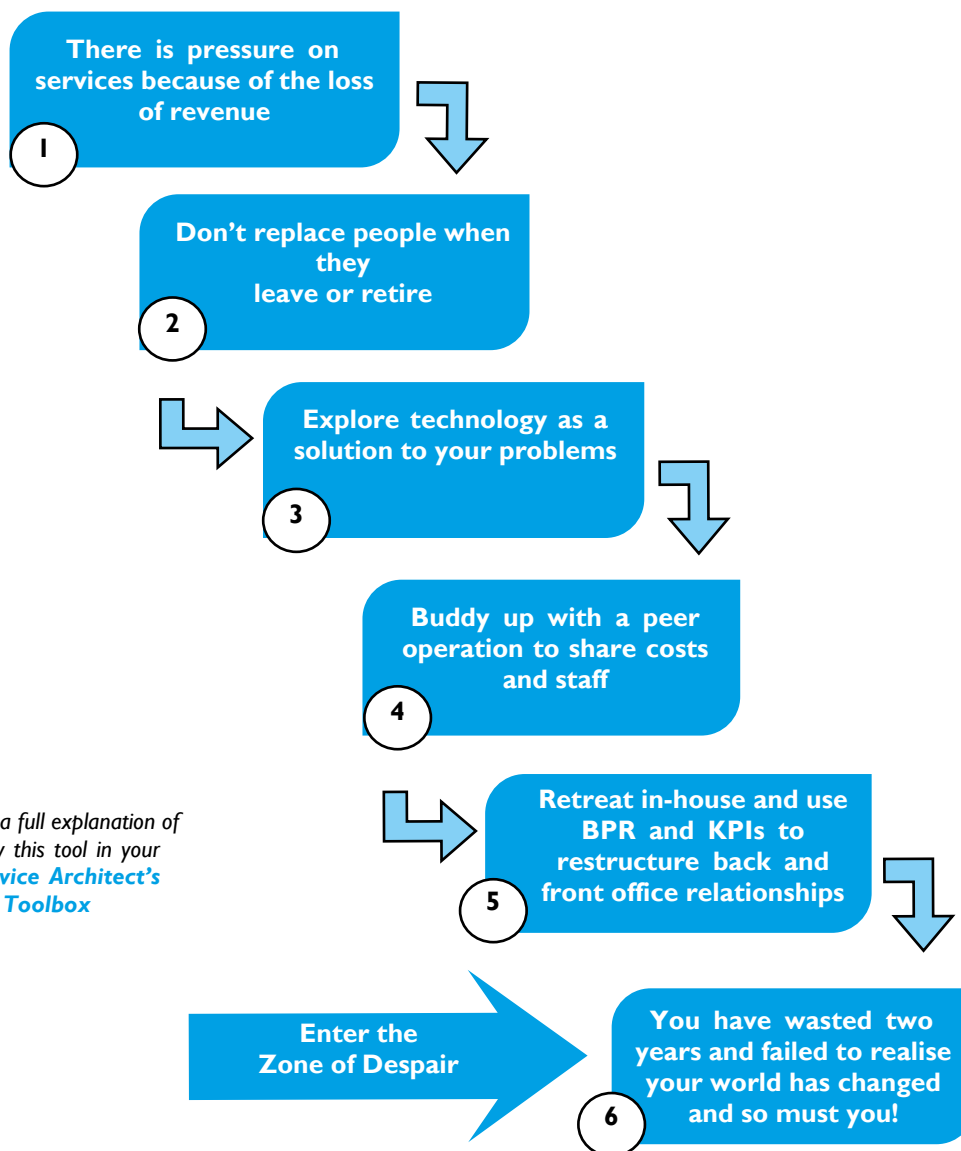 There is pressure on
services because of the loss
of revenue
1
Don't replace people when
they
leave or retire
2
Explore technology as a
solution to your problems
3
Buddy up with a peer
operation to share costs
and staff
4
a full explanation of
this tool in your
Architect's
Toolbox
Retreat in-house and use
BPR and KPIs to
restructure back and
front office relationships
5
Enter the
Zone of Despair
You have wasted two
years and failed to realise
your world has changed
and so must you!
6